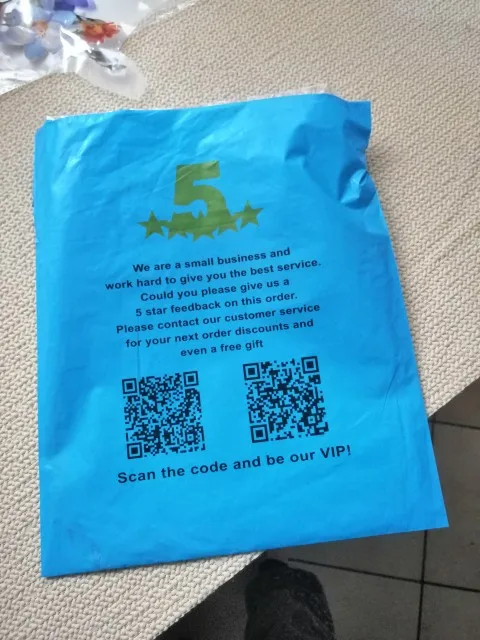 5
We are a small business and
work hard to give you the best service.
Could you please give us a
5 star feedback on this order.
Please contact our customer service
for your next order discounts and
even a free gift
Scan the code and be our VIP!